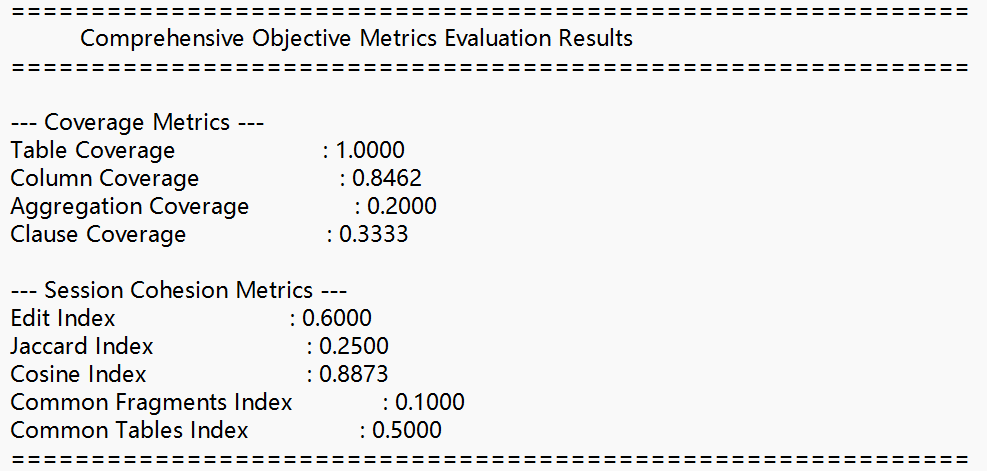 ============================================================
Comprehensive Objective Metrics Evaluation Results
============================================================
--- Coverage Metrics ---
Table Coverage : 1.0000
Column Coverage : 0.8462
Aggregation Coverage : 0.2000
Clause Coverage : 0.3333
--- Session Cohesion Metrics ---
Edit Index : 0.6000
Jaccard Index : 0.2500
Cosine Index : 0.8873
Common Fragments Index : 0.1000
Common Tables Index : 0.5000
============================================================